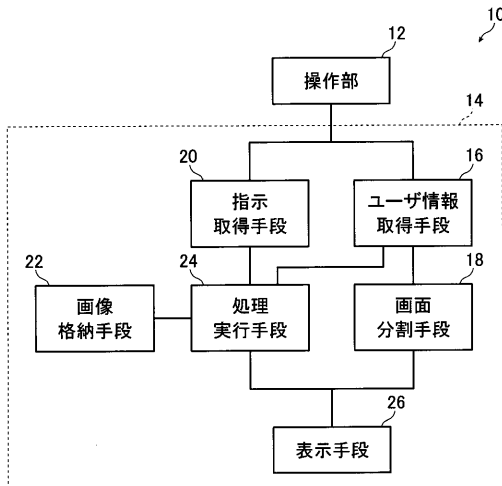 10
12
操作部
14
20
指示
取得手段
16
ユーザ情報
取得手段
22
画像
格納手段
24
処理
実行手段
18
画面
分割手段
26
表示手段